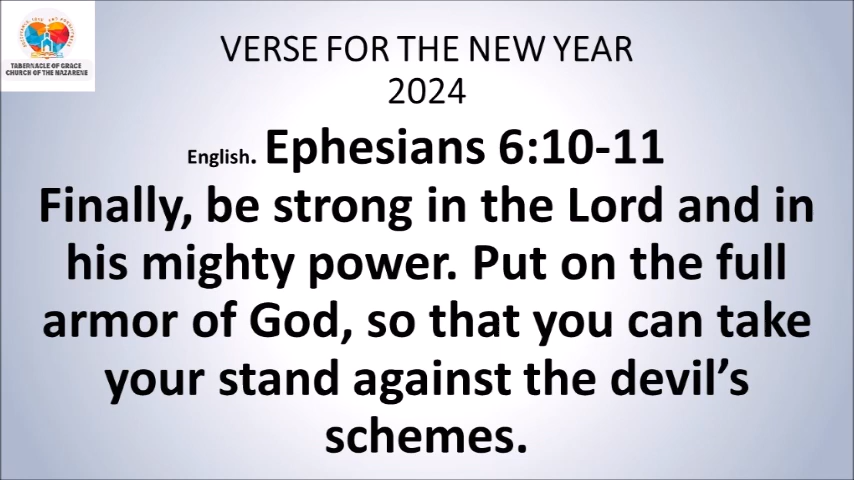 TABERNACLE OF GRACE
CHURCH OF THE NAZARENE
VERSE FOR THE NEW YEAR
2024
English. Ephesians 6:10-11
Finally, be strong in the Lord and in
his mighty power. Put on the full
armor of God, so that you can take
your stand against the devil’s
schemes.